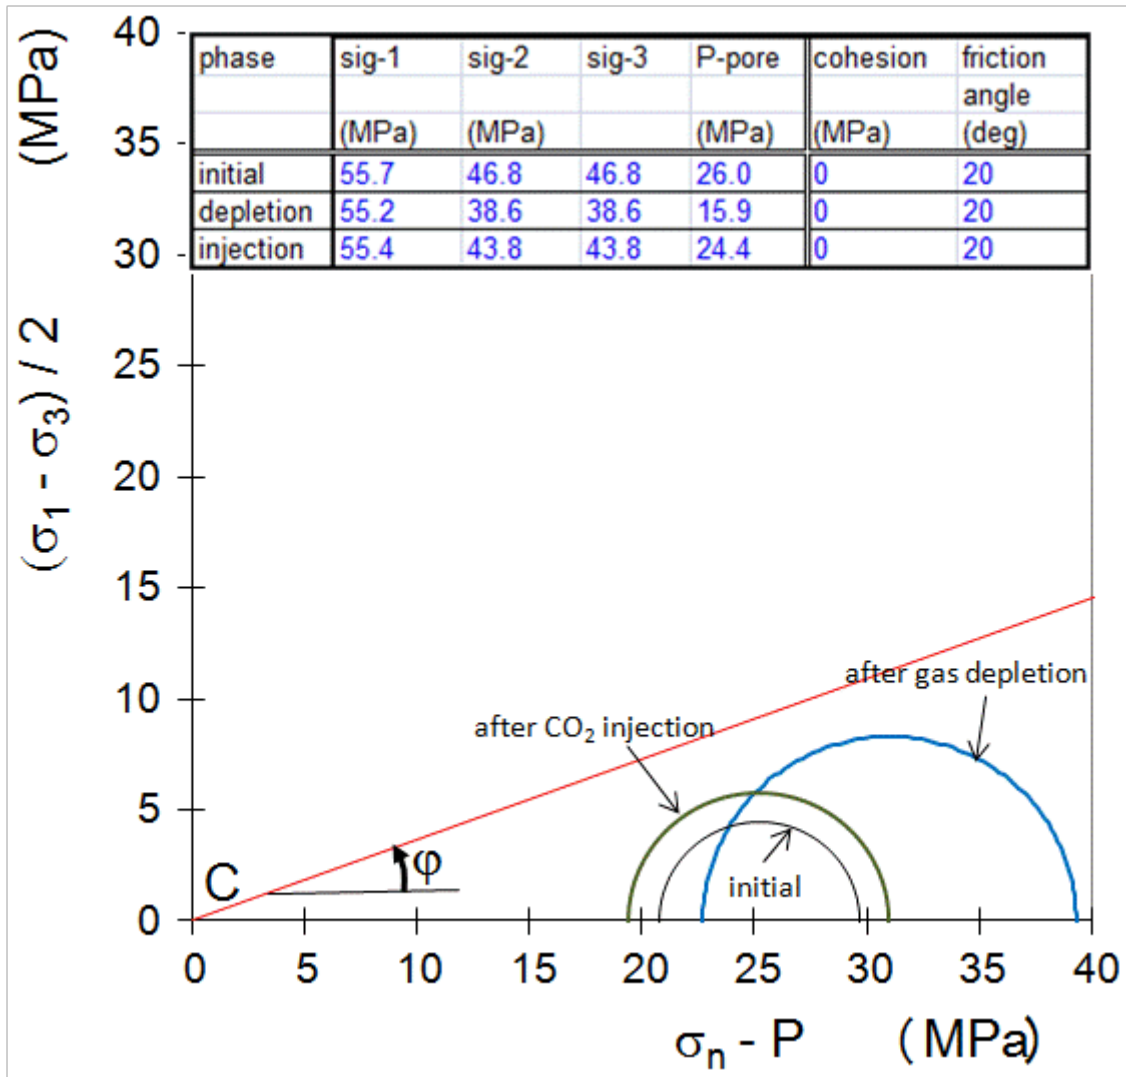 40
(MPa)
35
30
25
20
15
10
5
0
(σ1 - σ3) / 2
phase sig-1 sig-2 sig-3 P-pore cohesion friction
angle
(MPa) (MPa) (MPa) (MPa) (deg)
initial 55.7 46.8 46.8 26.0 0 20
depletion 55.2 38.6 38.6 15.9 0 20
injection 55.4 43.8 43.8 24.4 0 20
after gas depletion
after CO2 injection
initial
C
φ
0 5 10 15 20 25 30 35 40
σn - P (MPa)